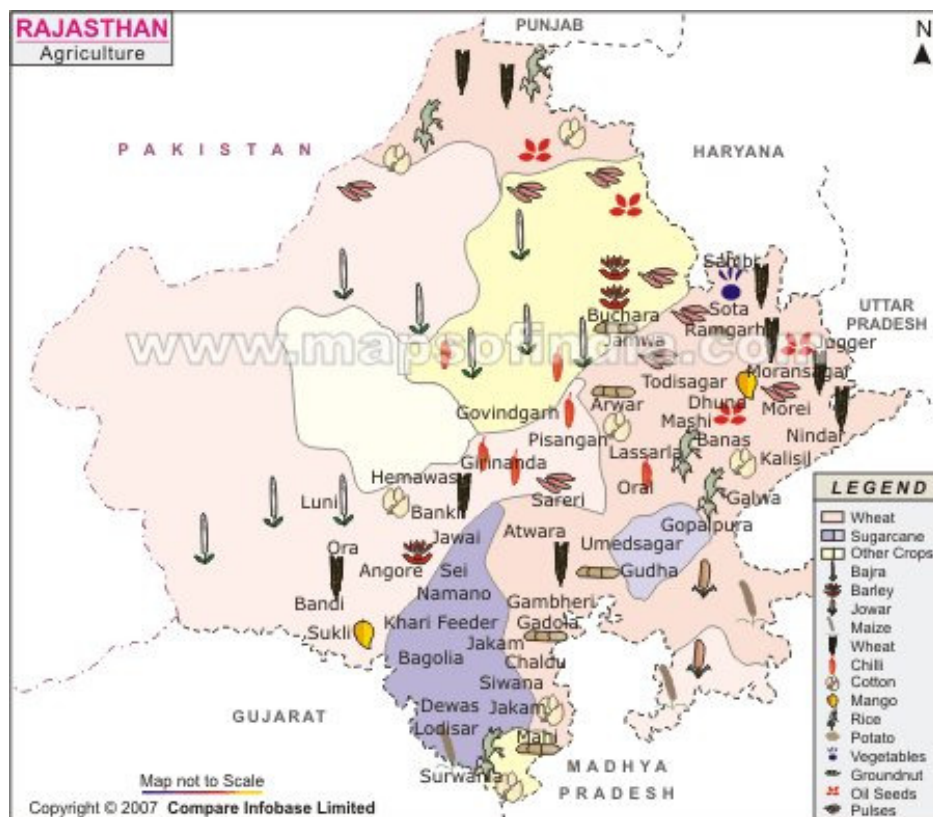 RAJASTHAN
Agriculture
PUNJAB
N
PAKISTAN
HARYANA
UTTAR
PRADESH
www.mapsofindia.com
Sota
Buchara
Ramgarh
Jamwa
Jugger
Moransagar
Todisagar
Dhund
Arwar
Govindgarh
Morei
Mashi
Pisangan
Banas
Nindar
Lassaria
Kalisil
Girinanda
Hemawas
Oral
Sareri
Galwa
Luni
Bankli
Gopalpura
Jawai
Atwara
Umedsagar
Ora
Angore
Sei
Gudha
Namano
Bandi
Gambheri
Khari Feeder
Gadola
Sukli
Jakam
Bagolia
Chaldu
Siwana
Dewas
Jakam
GUJARAT
Lodisar
Mahi
Surwania
MADHYA
PRADESH
LEGEND
Wheat
Sugarcane
Other Crops
Bajra
Barley
Jowar
Maize
Wheat
Chilli
Cotton
Mango
Rice
Potato
Vegetables
Groundnut
Oil Seeds
Pulses
Map not to Scale
Copyright © 2007 Compare Infobase Limited